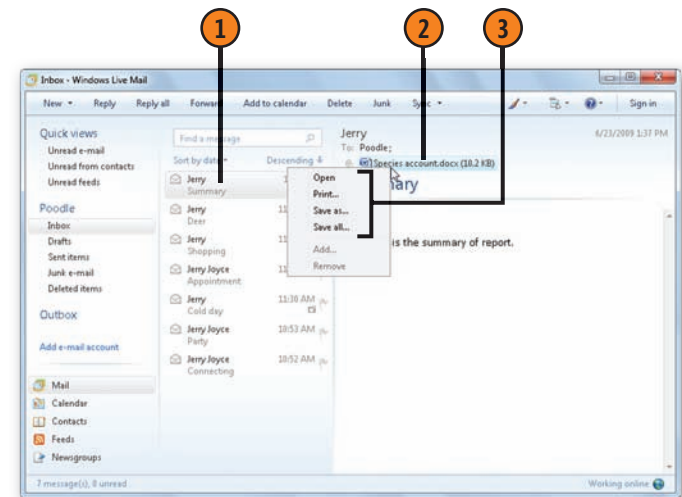 1 2 3
Inbox - Windows Live Mail
New Reply Reply all Forward Add to calendar Delete Junk Sync Sign in
Quick views
Unread e-mail
Unread from contacts
Unread feeds
Poodle
Inbox
Drafts
Sent items
Junk e-mail
Deleted items
Outbox
Add e-mail account
Mail
Calendar
Contacts
Feeds
Newsgroups
Find a message
Sort by date Descending
Jerry
Summary
Jerry 11
Deer
Jerry 11
Shopping
Jerry Joyce 11
Appointment
Jerry 11:30 AM
Cold day
Jerry Joyce 10:53 AM
Party
Jerry Joyce 10:52 AM
Connecting
Open
Print...
Save as...
Save all...
Add...
Remove
Jerry 6/23/2009 1:37 PM
To: Poodle;
Species account.docx (10.2 KB)
ary
is the summary of report.
7 message(s), 0 unread Working online